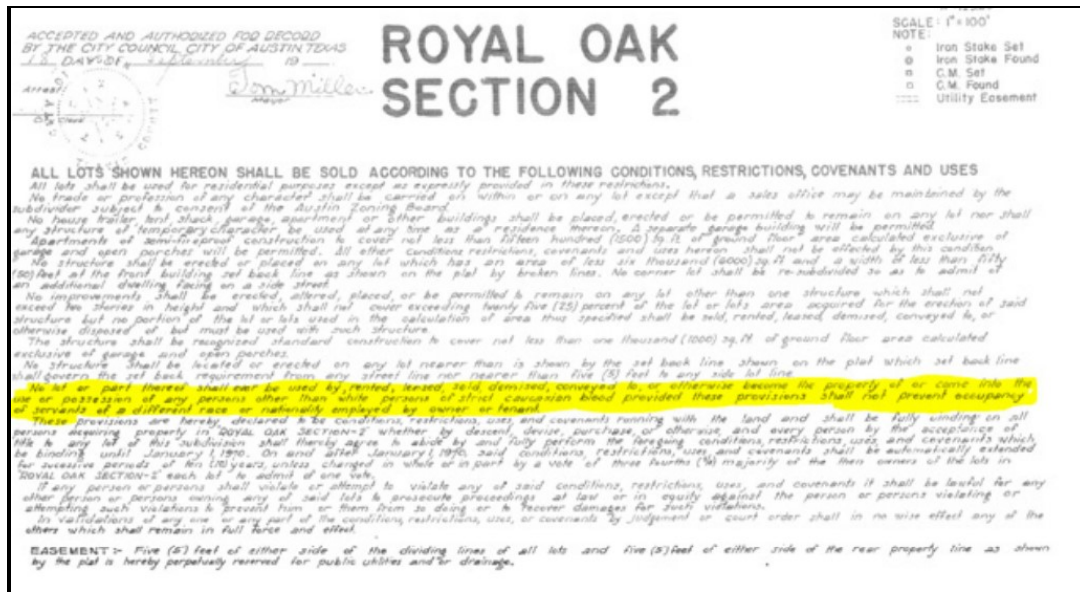 ACCEPTED AND AUTHORIZED FOR RECORD
BY THE CITY COUNCIL CITY OF AUSTIN, TEXAS
18 DAY OF September 19
Tom Miller
Mayor
Attest:
ROYAL OAK
SECTION 2
SCALE: 1"=100'
NOTE:
Iron Stake Set
Iron Stake Found
C.M. Set
C.M. Found
Utility Easement
ALL LOTS SHOWN HEREON SHALL BE SOLD ACCORDING TO THE FOLLOWING CONDITIONS, RESTRICTIONS, COVENANTS AND USES
All lots shall be used for residential purposes except as expressly provided in these restrictions.
No trade or profession of any character shall be carried on within or on any lot except that a sales office may be maintained by the
subdivider subject to consent of the Austin Zoning Board.
No house trailer, tent, shack, garage, apartment or other buildings shall be placed, erected or be permitted to remain on any lot nor shall
any structure of temporary character be used at any time as a residence thereon. A separate garage building will be permitted.
Apartments of semi-fireproof construction to cover not less than fifteen hundred (1500) sq. ft. of ground floor area calculated exclusive of
garage and open porches will be permitted. All other conditions, restrictions, covenants and uses hereon shall not be effected by this condition.
No structure shall be erected or placed on any lot which has an area of less six thousand (6000) sq. ft. and a width of less than fifty
(50) feet at the front building set back line as shown on the plat by broken lines. No corner lot shall be re-subdivided so as to admit of
an additional dwelling facing on a side street.
No improvements shall be erected, altered, placed, or be permitted to remain on any lot other than one structure which shall not
exceed two stories in height and which shall not cover exceeding twenty five (25) percent of the lot or lots area acquired for the erection of said
structure but no portion of the lot or lots used in the calculation of area thus specified shall be sold, rented, leased, demised, conveyed to, or
otherwise disposed of but must be used with such structure.
The structure shall be recognized standard construction to cover not less than one thousand (1000) sq. ft. of ground floor area calculated
exclusive of garage and open porches.
No structure shall be located or erected on any lot nearer than is shown by the set back line shown on the plat which set back line
shall govern the set back requirement from any street line nor nearer than five (5) feet to any side lot line.
No lot or part thereof shall ever be used by, rented, leased, sold, demised, conveyed to, or otherwise become the property of or come into the
use or possession of any persons other than white persons of strict caucasian blood provided these provisions shall not prevent occupancy
of servants of a different race or nationality employed by owner or tenant.
These provisions are hereby declared to be conditions, restrictions, uses, and covenants running with the land and shall be fully binding on all
persons acquiring property in ROYAL OAK SECTION-2 whether by descent, devise, purchase, or otherwise, and every person by the acceptance of
title to any lot of this subdivision shall thereby agree to abide by and fully perform the foregoing conditions, restrictions, uses, and covenants which
be binding until January 1, 1970. On and after January 1, 1970, said conditions, restrictions, uses, and covenants shall be automatically extended
for sucessive periods of ten (10) years, unless changed in whole or in part by a vote of three fourths (3/4) majority of the then owners of the lots in
ROYAL OAK SECTION-2 each lot to admit of one vote.
If any person or persons shall violate or attempt to violate any of said conditions, restrictions, uses, and covenants it shall be lawful for any
other person or persons owning any of said lots to prosecute proceedings at law or in equity against the person or persons violating or
attempting such violations to prevent him or them from so doing or to recover damages for such violations.
In validations of any one or any part of the conditions, restrictions, uses, or covenants by judgement or court order shall in no wise effect any of the
others which shall remain in full force and effect.
EASEMENT:- Five (5) feet of either side of the dividing lines of all lots and five (5) feet of either side of the rear property line as shown
by the plat is hereby perpetually reserved for public utilities and/or drainage.